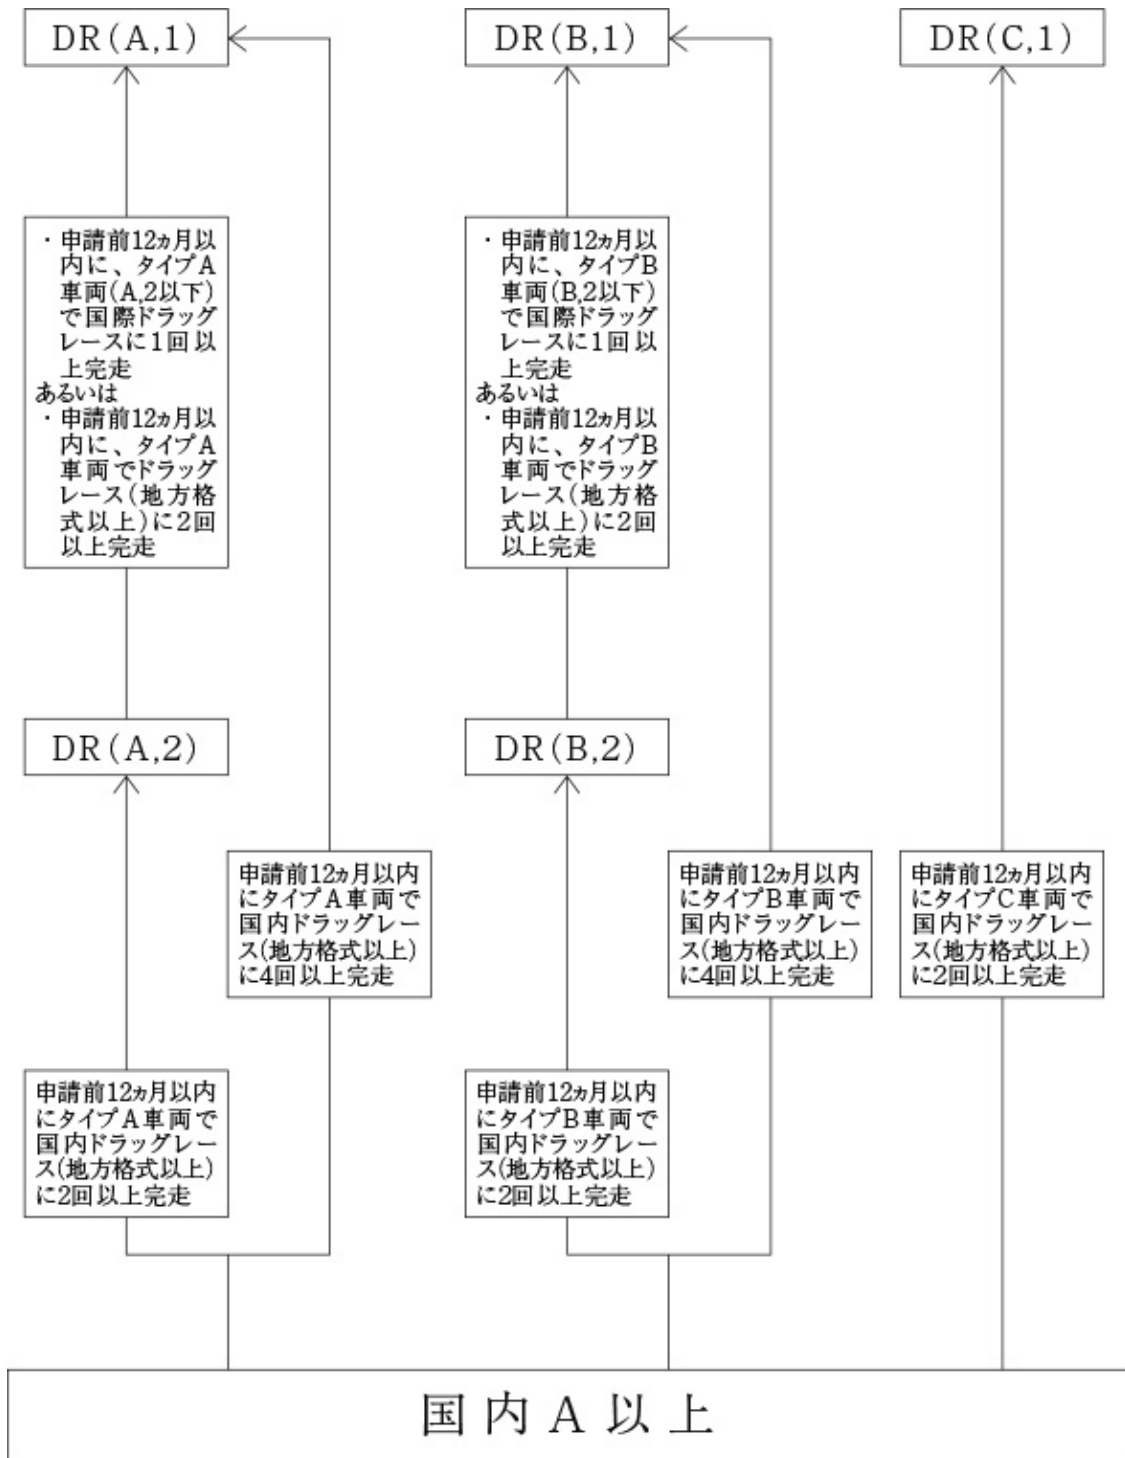 DR(A,1)
DR(B,1)
DR(C,1)
・申請前12ヵ月以
内に、タイプA
車両(A,2以下)
で国際ドラッグ
レースに1回以
上完走
あるいは
・申請前12ヵ月以
内に、タイプA
車両でドラッグ
レース(地方格
式以上)に2回
以上完走
・申請前12ヵ月以
内に、タイプB
車両(B,2以下)
で国際ドラッグ
レースに1回以
上完走
あるいは
・申請前12ヵ月以
内に、タイプB
車両でドラッグ
レース(地方格
式以上)に2回
以上完走
DR(A,2)
DR(B,2)
申請前12ヵ月以内
にタイプA車両で
国内ドラッグレー
ス(地方格式以上)
に4回以上完走
申請前12ヵ月以内
にタイプB車両で
国内ドラッグレー
ス(地方格式以上)
に4回以上完走
申請前12ヵ月以内
にタイプC車両で
国内ドラッグレー
ス(地方格式以上)
に2回以上完走
申請前12ヵ月以内
にタイプA車両で
国内ドラッグレー
ス(地方格式以上)
に2回以上完走
申請前12ヵ月以内
にタイプB車両で
国内ドラッグレー
ス(地方格式以上)
に2回以上完走
国内A以上